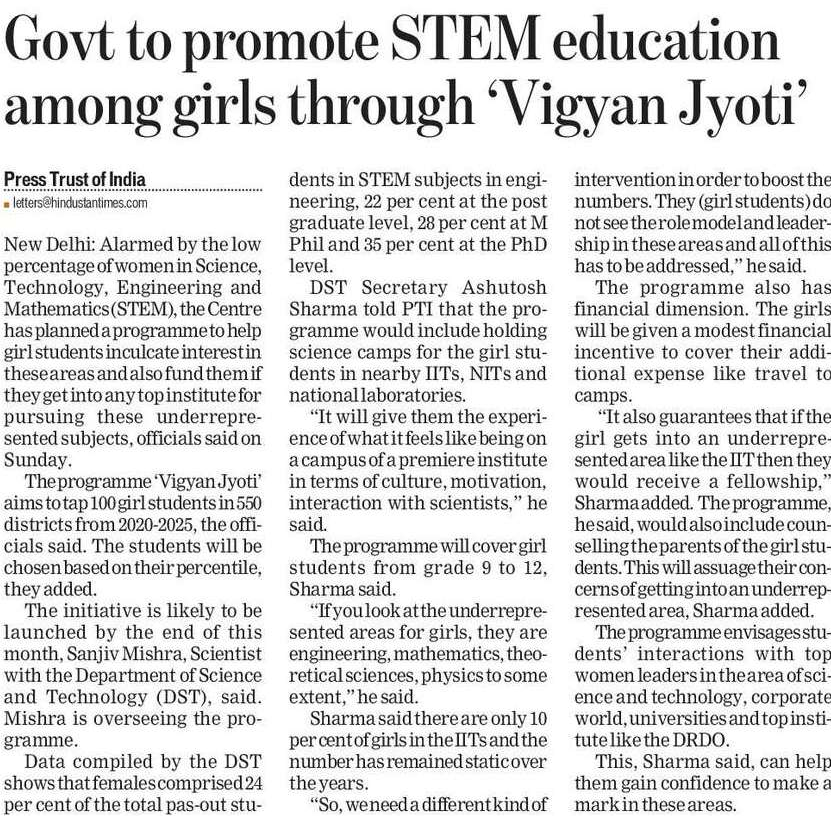 Govt to promote STEM education
among girls through ‘Vigyan Jyoti’
Press Trust of India
letters@hindustantimes.com
New Delhi: Alarmed by the low
percentage of women in Science,
Technology, Engineering and
Mathematics (STEM), the Centre
has planned a programme to help
girl students inculcate interest in
these areas and also fund them if
they get into any top institute for
pursuing these underrepre-
sented subjects, officials said on
Sunday.
The programme ‘Vigyan Jyoti’
aims to tap 100 girl students in 550
districts from 2020-2025, the offi-
cials said. The students will be
chosen based on their percentile,
they added.
The initiative is likely to be
launched by the end of this
month, Sanjiv Mishra, Scientist
with the Department of Science
and Technology (DST), said.
Mishra is overseeing the pro-
gramme.
Data compiled by the DST
shows that females comprised 24
per cent of the total pas-out stu-
dents in STEM subjects in engi-
neering, 22 per cent at the post
graduate level, 28 per cent at M
Phil and 35 per cent at the PhD
level.
DST Secretary Ashutosh
Sharma told PTI that the pro-
gramme would include holding
science camps for the girl stu-
dents in nearby IITs, NITs and
national laboratories.
“It will give them the experi-
ence of what it feels like being on
a campus of a premiere institute
in terms of culture, motivation,
interaction with scientists,” he
said.
The programme will cover girl
students from grade 9 to 12,
Sharma said.
“If you look at the underrepre-
sented areas for girls, they are
engineering, mathematics, theo-
retical sciences, physics to some
extent,” he said.
Sharma said there are only 10
per cent of girls in the IITs and the
number has remained static over
the years.
“So, we need a different kind of
intervention in order to boost the
numbers. They (girl students) do
not see the role model and leader-
ship in these areas and all of this
has to be addressed,” he said.
The programme also has
financial dimension. The girls
will be given a modest financial
incentive to cover their addi-
tional expense like travel to
camps.
“It also guarantees that if the
girl gets into an underrepre-
sented area like the IIT then they
would receive a fellowship,”
Sharma added. The programme,
he said, would also include coun-
selling the parents of the girl stu-
dents. This will assuage their con-
cerns of getting into an underrep-
resented area, Sharma added.
The programme envisages stu-
dents’ interactions with top
women leaders in the area of sci-
ence and technology, corporate
world, universities and top insti-
tute like the DRDO.
This, Sharma said, can help
them gain confidence to make a
mark in these areas.